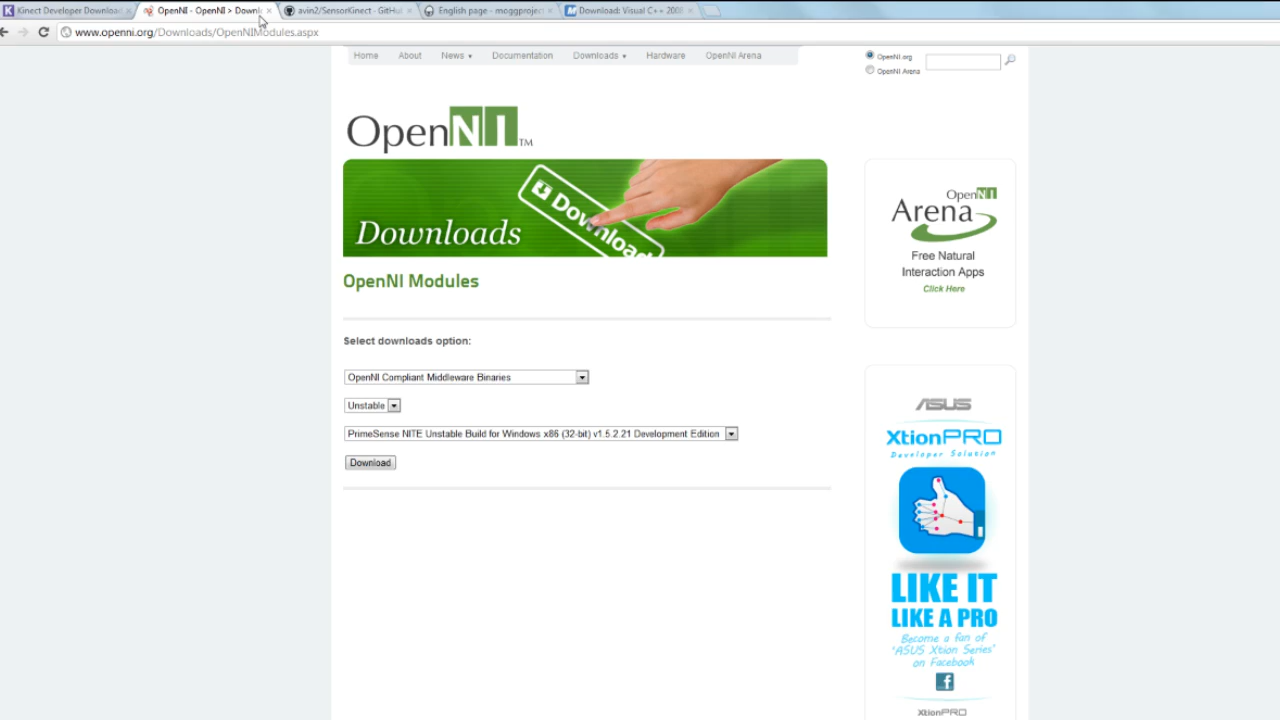 Kinect Developer Download
OpenNI - OpenNI > Downl
avin2/SensorKinect - GitHub
English page - moggproject
Download: Visual C++ 2008
www.openni.org/Downloads/OpenNIModules.aspx
Home About News Documentation Downloads Hardware OpenNI Arena
OpenNI.org
OpenNI Arena
OpenNI TM
Downloads
Download
OpenNI Modules
Select downloads option:
OpenNI Compliant Middleware Binaries
Unstable
PrimeSense NITE Unstable Build for Windows x86 (32-bit) v1.5.2.21 Development Edition
Download
OpenNI
Arena
Free Natural
Interaction Apps
Click Here
ASUS
XtionPRO
Developer Solution
LIKE IT
LIKE A PRO
Become a fan of
"ASUS Xtion Series"
on Facebook
f
XtionPRO